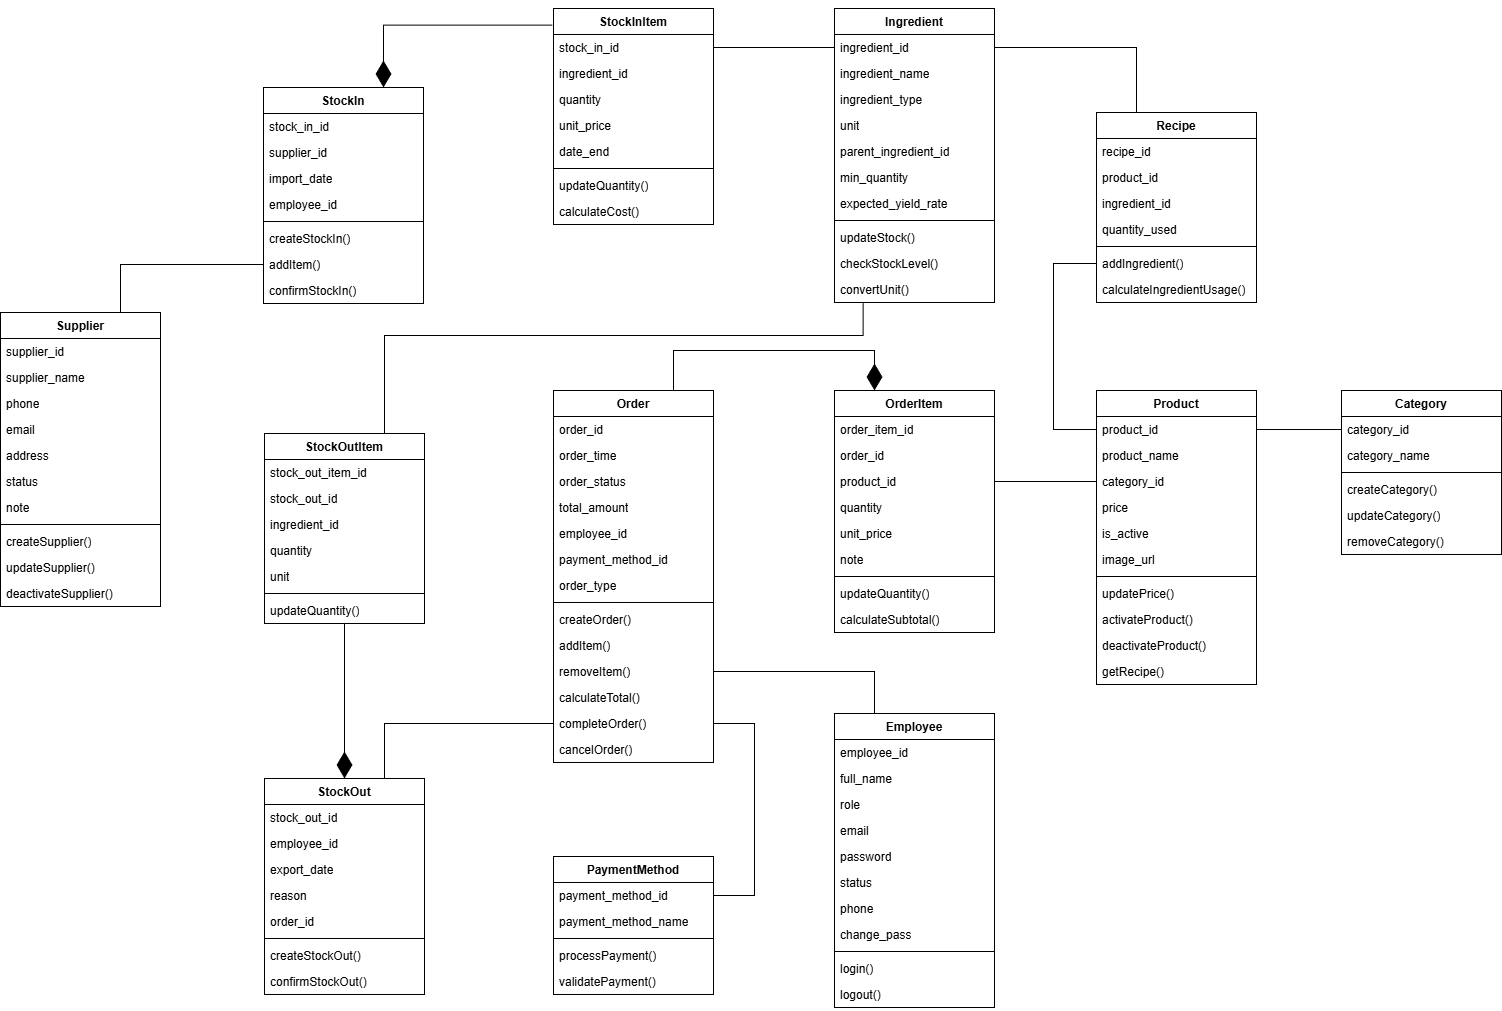 StockInItem
stock_in_id
ingredient_id
quantity
unit_price
date_end
updateQuantity()
calculateCost()
Ingredient
ingredient_id
ingredient_name
ingredient_type
unit
parent_ingredient_id
min_quantity
expected_yield_rate
updateStock()
checkStockLevel()
convertUnit()
StockIn
stock_in_id
supplier_id
import_date
employee_id
createStockIn()
addItem()
confirmStockIn()
Recipe
recipe_id
product_id
ingredient_id
quantity_used
addIngredient()
calculateIngredientUsage()
Supplier
supplier_id
supplier_name
phone
email
address
status
note
createSupplier()
updateSupplier()
deactivateSupplier()
StockOutItem
stock_out_item_id
stock_out_id
ingredient_id
quantity
unit
updateQuantity()
Order
order_id
order_time
order_status
total_amount
employee_id
payment_method_id
order_type
createOrder()
addItem()
removeItem()
calculateTotal()
completeOrder()
cancelOrder()
OrderItem
order_item_id
order_id
product_id
quantity
unit_price
note
updateQuantity()
calculateSubtotal()
Product
product_id
product_name
category_id
price
is_active
image_url
updatePrice()
activateProduct()
deactivateProduct()
getRecipe()
Category
category_id
category_name
createCategory()
updateCategory()
removeCategory()
StockOut
stock_out_id
employee_id
export_date
reason
order_id
createStockOut()
confirmStockOut()
PaymentMethod
payment_method_id
payment_method_name
processPayment()
validatePayment()
Employee
employee_id
full_name
role
email
password
status
phone
change_pass
login()
logout()